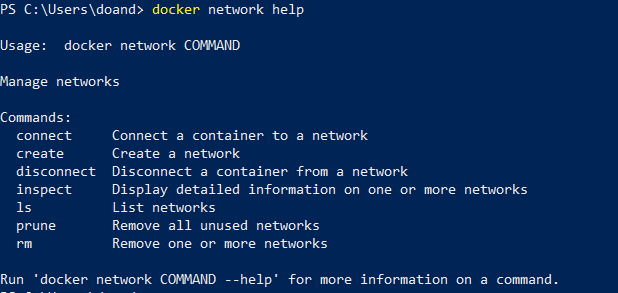 PS C:\Users\doand> docker network help
Usage:  docker network COMMAND
Manage networks
Commands:
  connect     Connect a container to a network
  create      Create a network
  disconnect  Disconnect a container from a network
  inspect     Display detailed information on one or more networks
  ls          List networks
  prune       Remove all unused networks
  rm          Remove one or more networks
Run 'docker network COMMAND --help' for more information on a command.